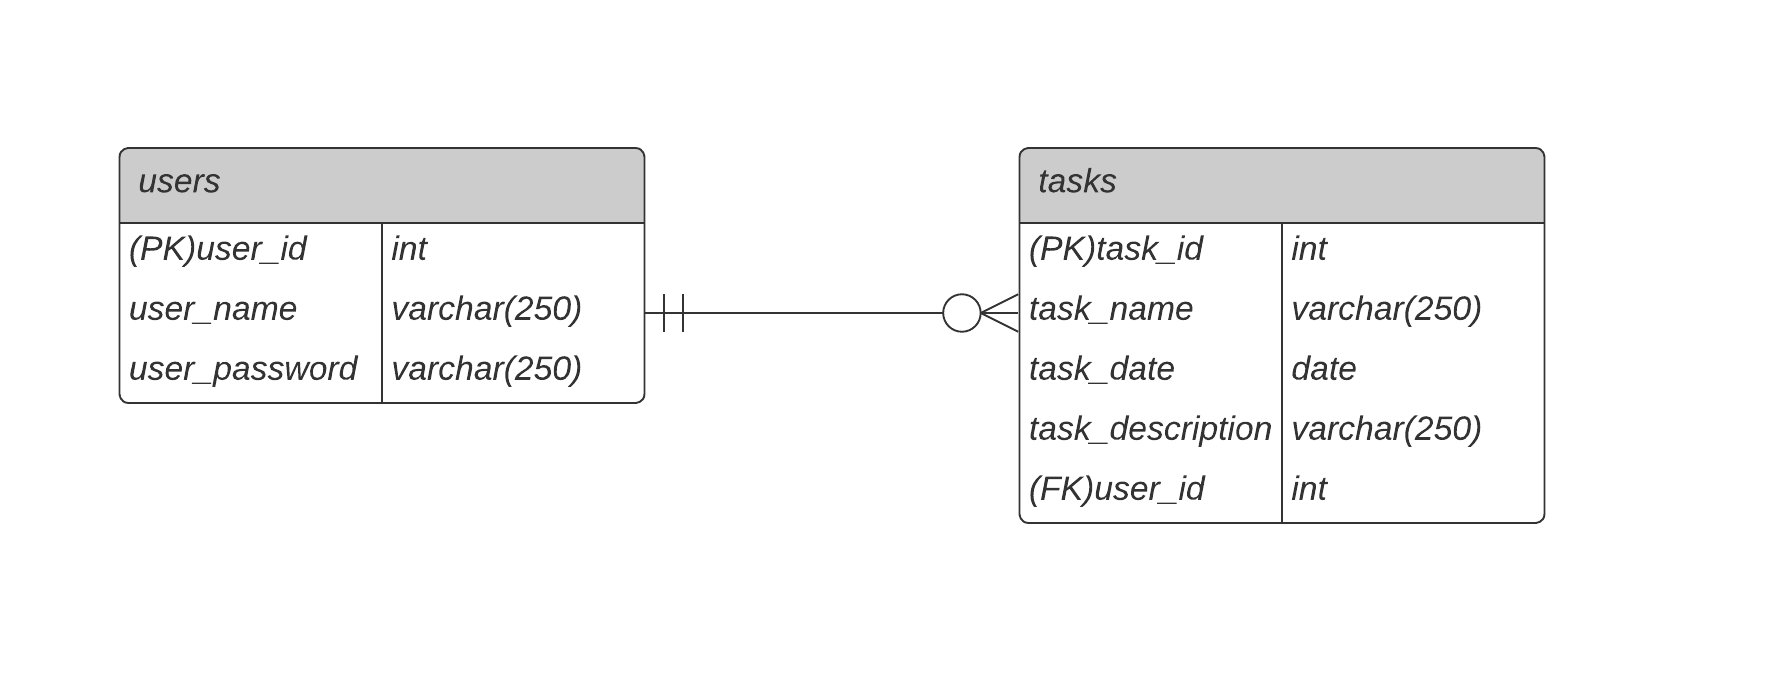 users
(PK)user_id int
user_name varchar(250)
user_password varchar(250)
tasks
(PK)task_id int
task_name varchar(250)
task_date date
task_description varchar(250)
(FK)user_id int